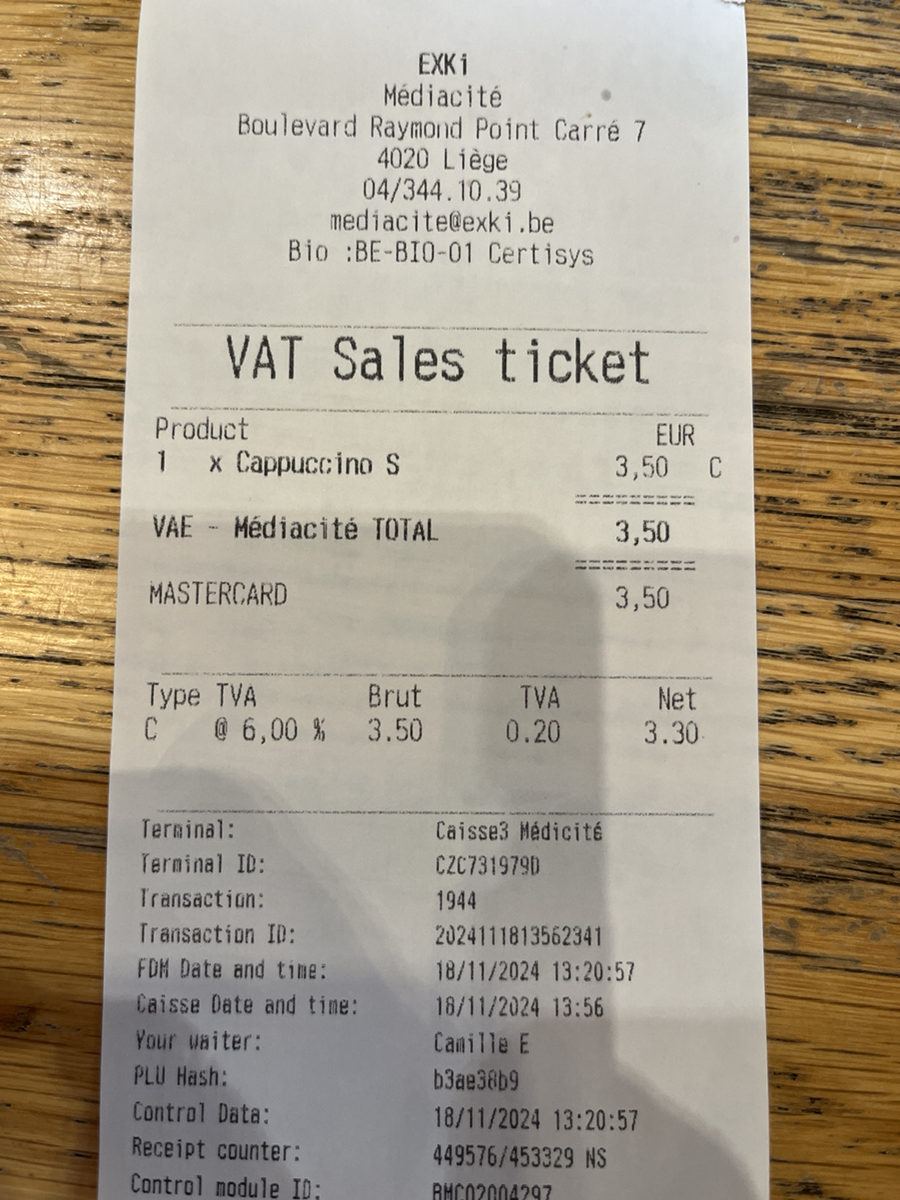 EXKi
Médiacité
Boulevard Raymond Point Carré 7
4020 Liège
04/344.10.39
mediacite@exki.be
Bio :BE-BIO-01 Certisys
VAT Sales ticket
Product EUR
1 x Cappuccino S 3,50 C
VAE - Médiacité TOTAL 3,50
MASTERCARD 3,50
Type TVA Brut TVA Net
C @ 6,00 % 3.50 0.20 3.30
Terminal: Caisse3 Médicité
Terminal ID: CZC731979D
Transaction: 1944
Transaction ID: 2024111813562341
FDM Date and time: 18/11/2024 13:20:57
Caisse Date and time: 18/11/2024 13:56
Your waiter: Camille E
PLU Hash: b3ae38b9
Control Data: 18/11/2024 13:20:57
Receipt counter: 449576/453329 NS
Control module ID: BMC02004297